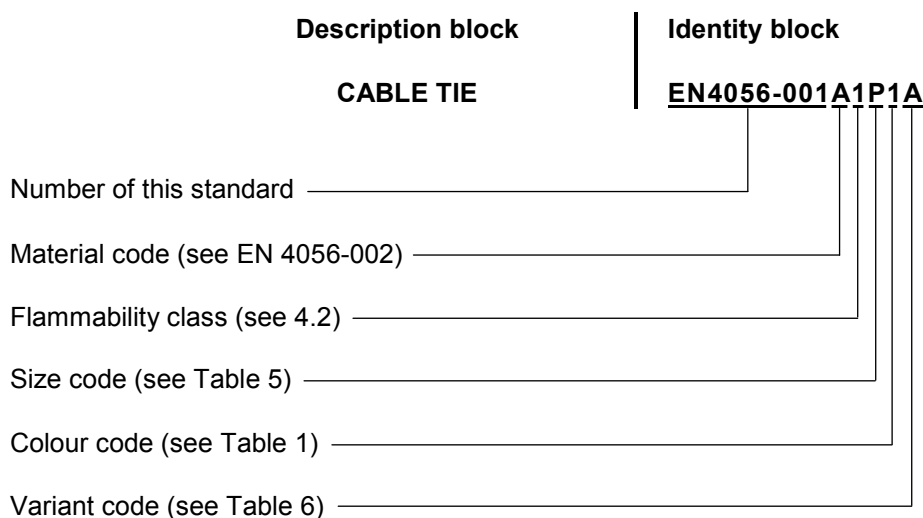 Description block Identity block
CABLE TIE EN4056-001A1P1A
Number of this standard
Material code (see EN 4056-002)
Flammability class (see 4.2)
Size code (see Table 5)
Colour code (see Table 1)
Variant code (see Table 6)